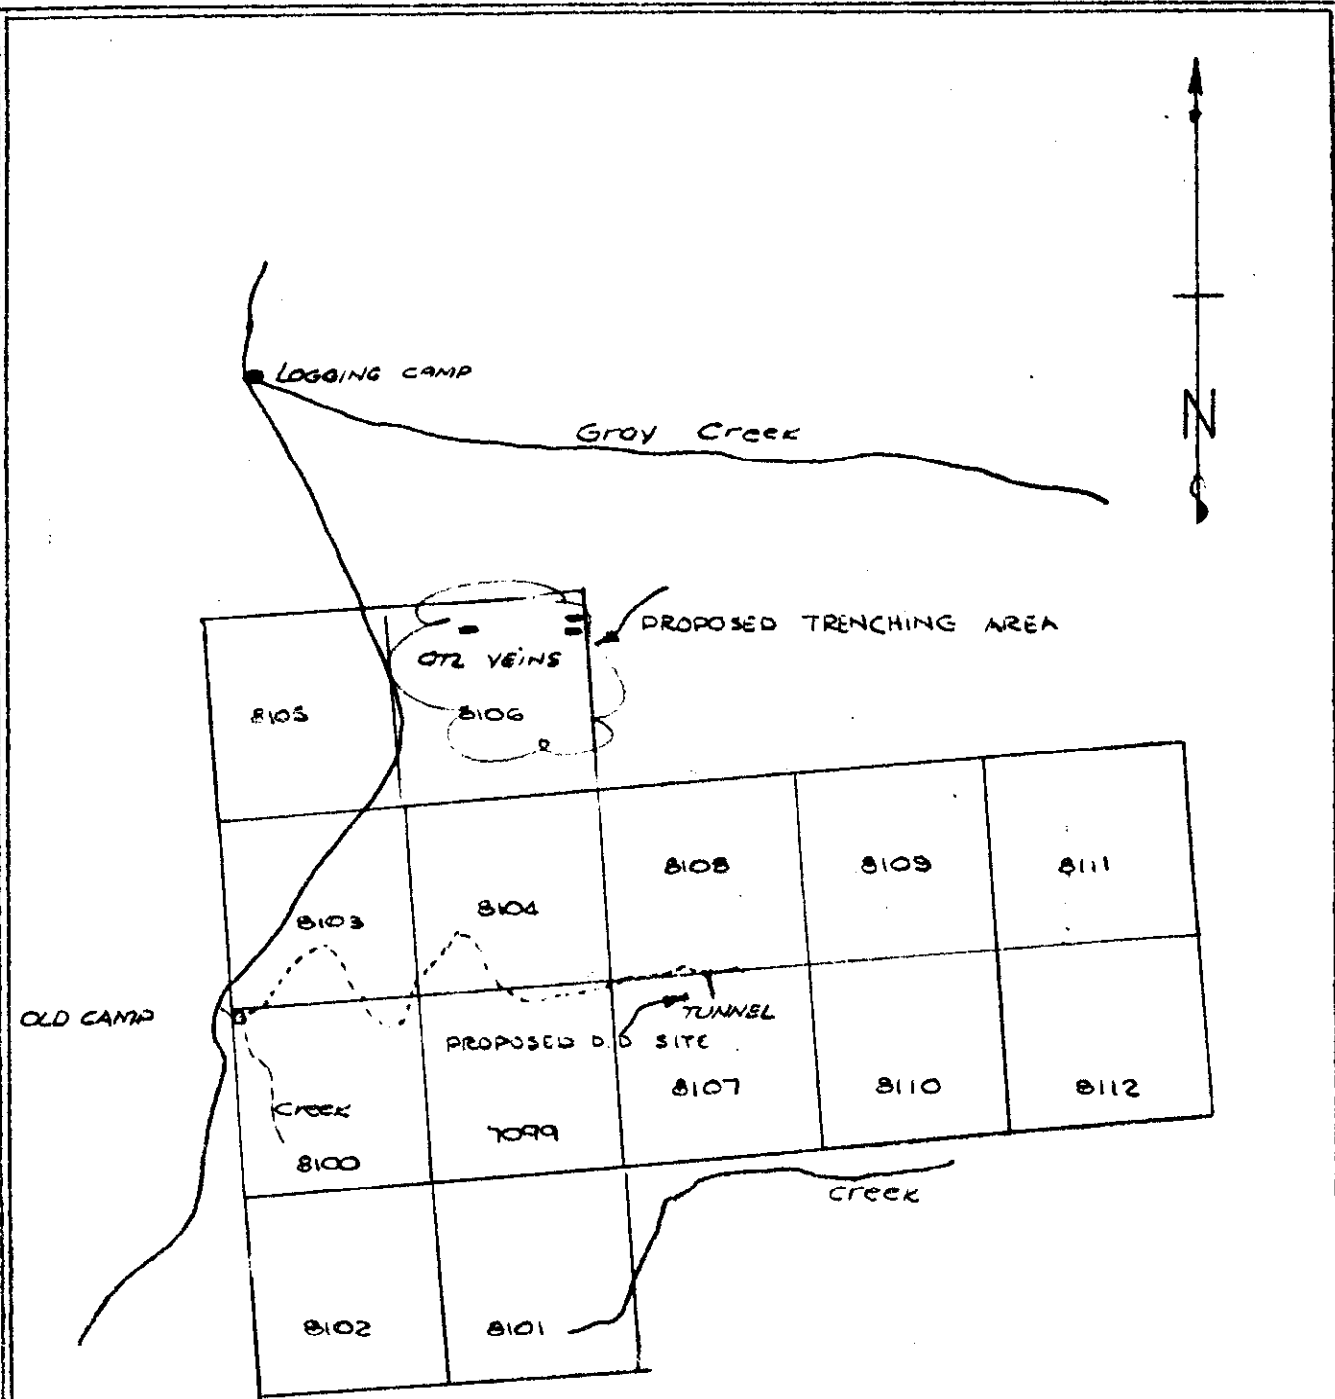 LOGGING CAMP
Gray Creek
N
PROPOSED TRENCHING AREA
QTZ VEINS
8105
8106
8108
8109
8111
8103
8104
OLD CAMP
TUNNEL
PROPOSED D.D SITE
8107
8110
8112
Creek
7099
8100
Creek
8102
8101